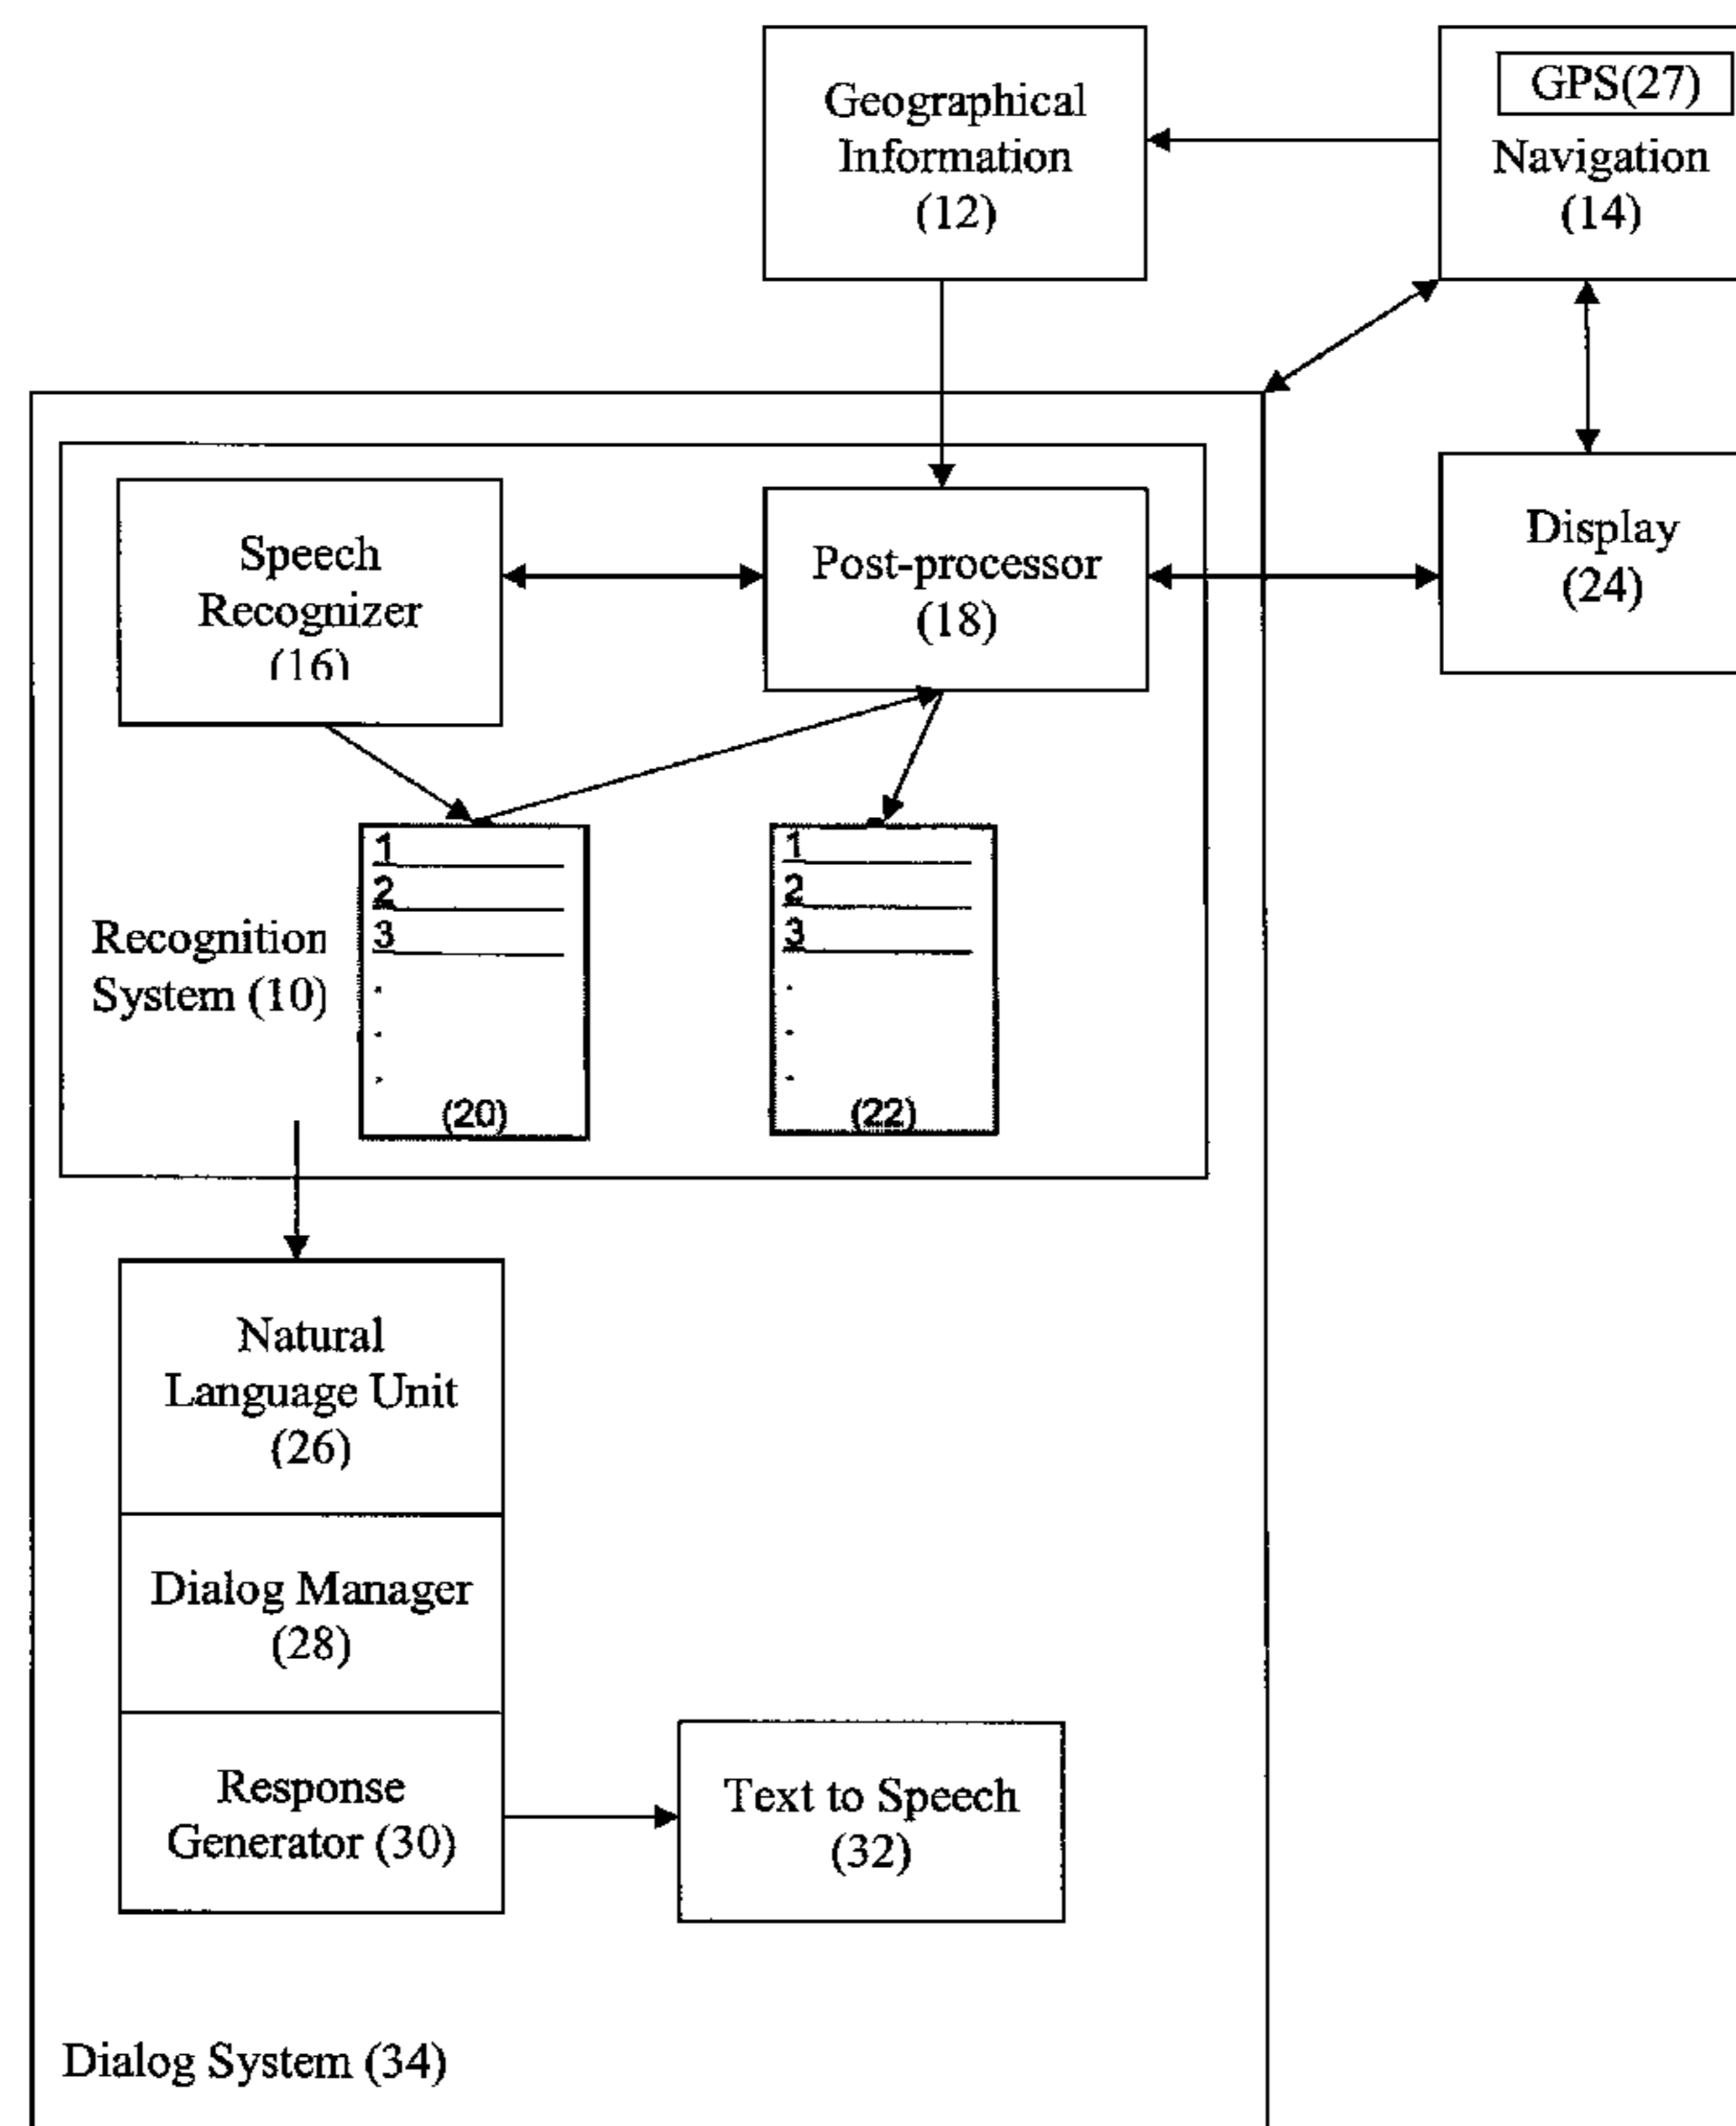 Geographical
Information
(12)
GPS(27)
Navigation
(14)
Speech
Recognizer
(16)
Post-processor
(18)
Display
(24)
Recognition
System (10)
1
2
3
.
.
.
(20)
1
2
3
.
.
.
(22)
Natural
Language Unit
(26)
Dialog Manager
(28)
Response
Generator (30)
Text to Speech
(32)
Dialog System (34)